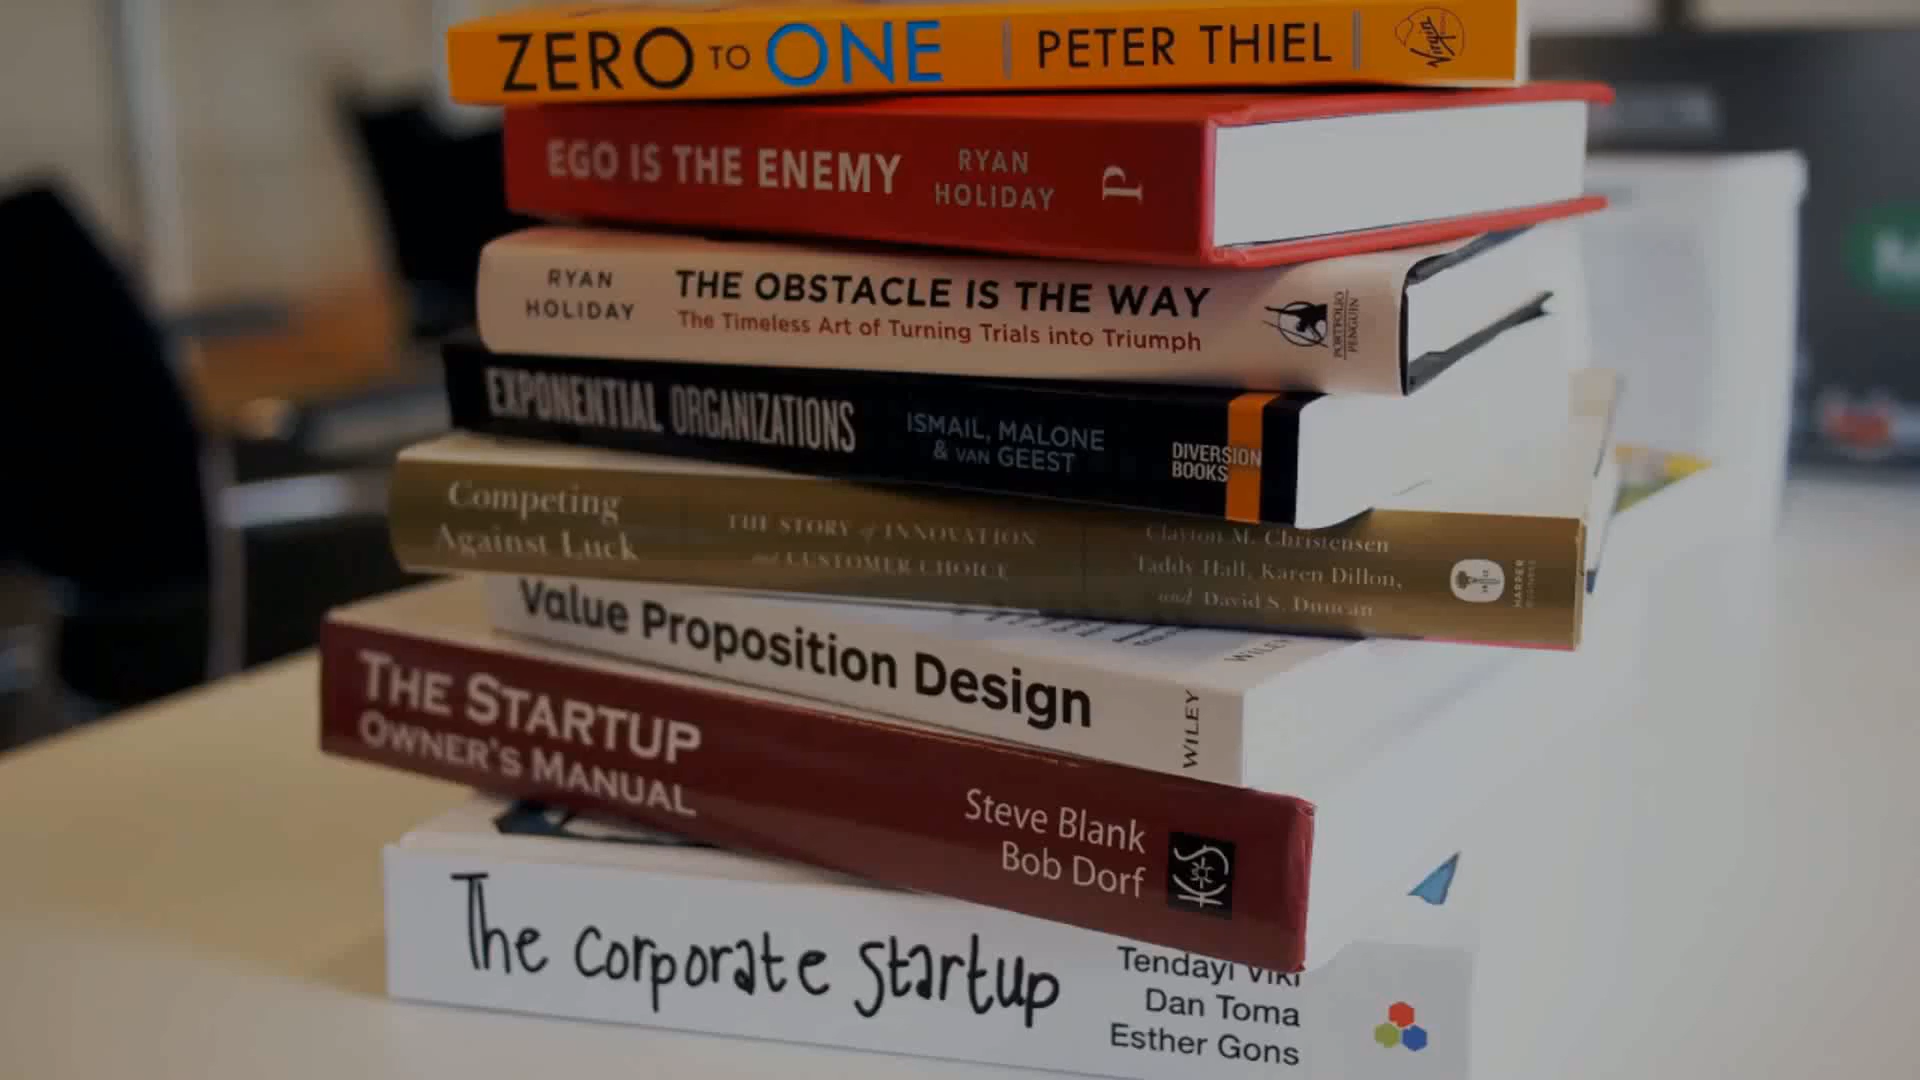 ZERO TO ONE PETER THIEL
EGO IS THE ENEMY
RYAN
HOLIDAY
P
RYAN
HOLIDAY
THE OBSTACLE IS THE WAY
The Timeless Art of Turning Trials into Triumph
PORTFOLIO
PENGUIN
EXPONENTIAL ORGANIZATIONS
ISMAIL, MALONE
& VAN GEEST
DIVERSION
BOOKS
Competing
Against Luck
THE STORY of INNOVATION
and CUSTOMER CHOICE
Clayton M. Christensen
Taddy Hall, Karen Dillon,
and David S. Duncan
HARPER
BUSINESS
Value Proposition Design
WILEY
WILEY
THE STARTUP
OWNER'S MANUAL
Steve Blank
Bob Dorf
The corporate startup
Tendayi Viki
Dan Toma
Esther Gons